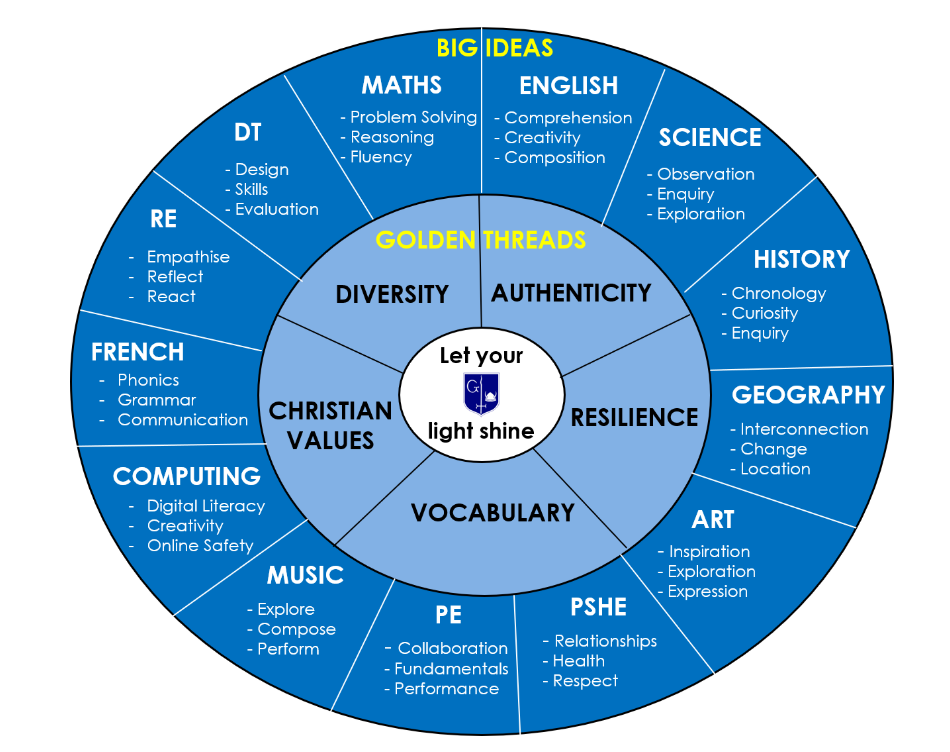 BIG IDEAS
MATHS
- Problem Solving
- Reasoning
- Fluency
ENGLISH
- Comprehension
- Creativity
- Composition
SCIENCE
- Observation
- Enquiry
- Exploration
HISTORY
- Chronology
- Curiosity
- Enquiry
GEOGRAPHY
- Interconnection
- Change
- Location
ART
- Inspiration
- Exploration
- Expression
PSHE
- Relationships
- Health
- Respect
PE
- Collaboration
- Fundamentals
- Performance
MUSIC
- Explore
- Compose
- Perform
COMPUTING
- Digital Literacy
- Creativity
- Online Safety
FRENCH
- Phonics
- Grammar
- Communication
RE
- Empathise
- Reflect
- React
DT
- Design
- Skills
- Evaluation
GOLDEN THREADS
DIVERSITY
AUTHENTICITY
RESILIENCE
VOCABULARY
CHRISTIAN
VALUES
Let your
G
light shine